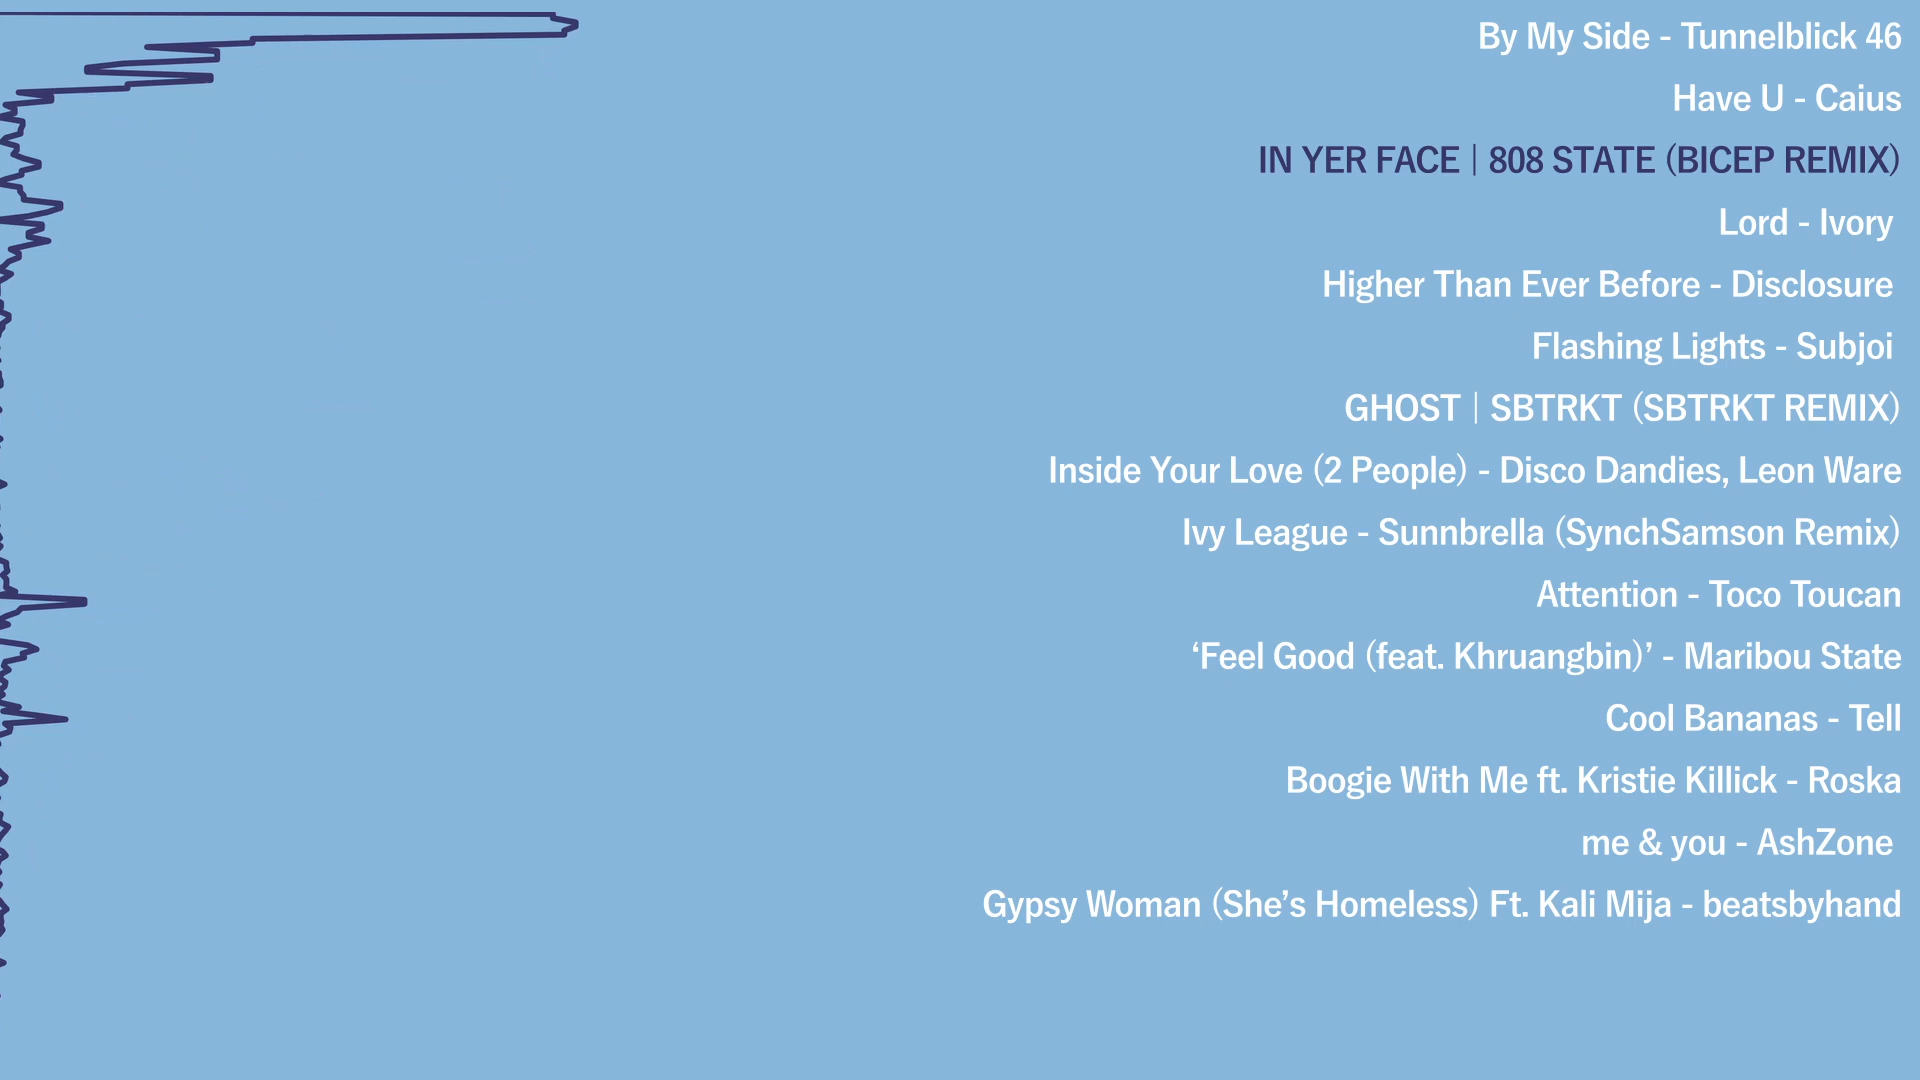 By My Side - Tunnelblick 46
Have U - Caius
IN YER FACE | 808 STATE (BICEP REMIX)
Lord - Ivory
Higher Than Ever Before - Disclosure
Flashing Lights - Subjoi
GHOST | SBTRKT (SBTRKT REMIX)
Inside Your Love (2 People) - Disco Dandies, Leon Ware
Ivy League - Sunnbrella (SynchSamson Remix)
Attention - Toco Toucan
‘Feel Good (feat. Khruangbin)’ - Maribou State
Cool Bananas - Tell
Boogie With Me ft. Kristie Killick - Roska
me & you - AshZone
Gypsy Woman (She’s Homeless) Ft. Kali Mija - beatsbyhand